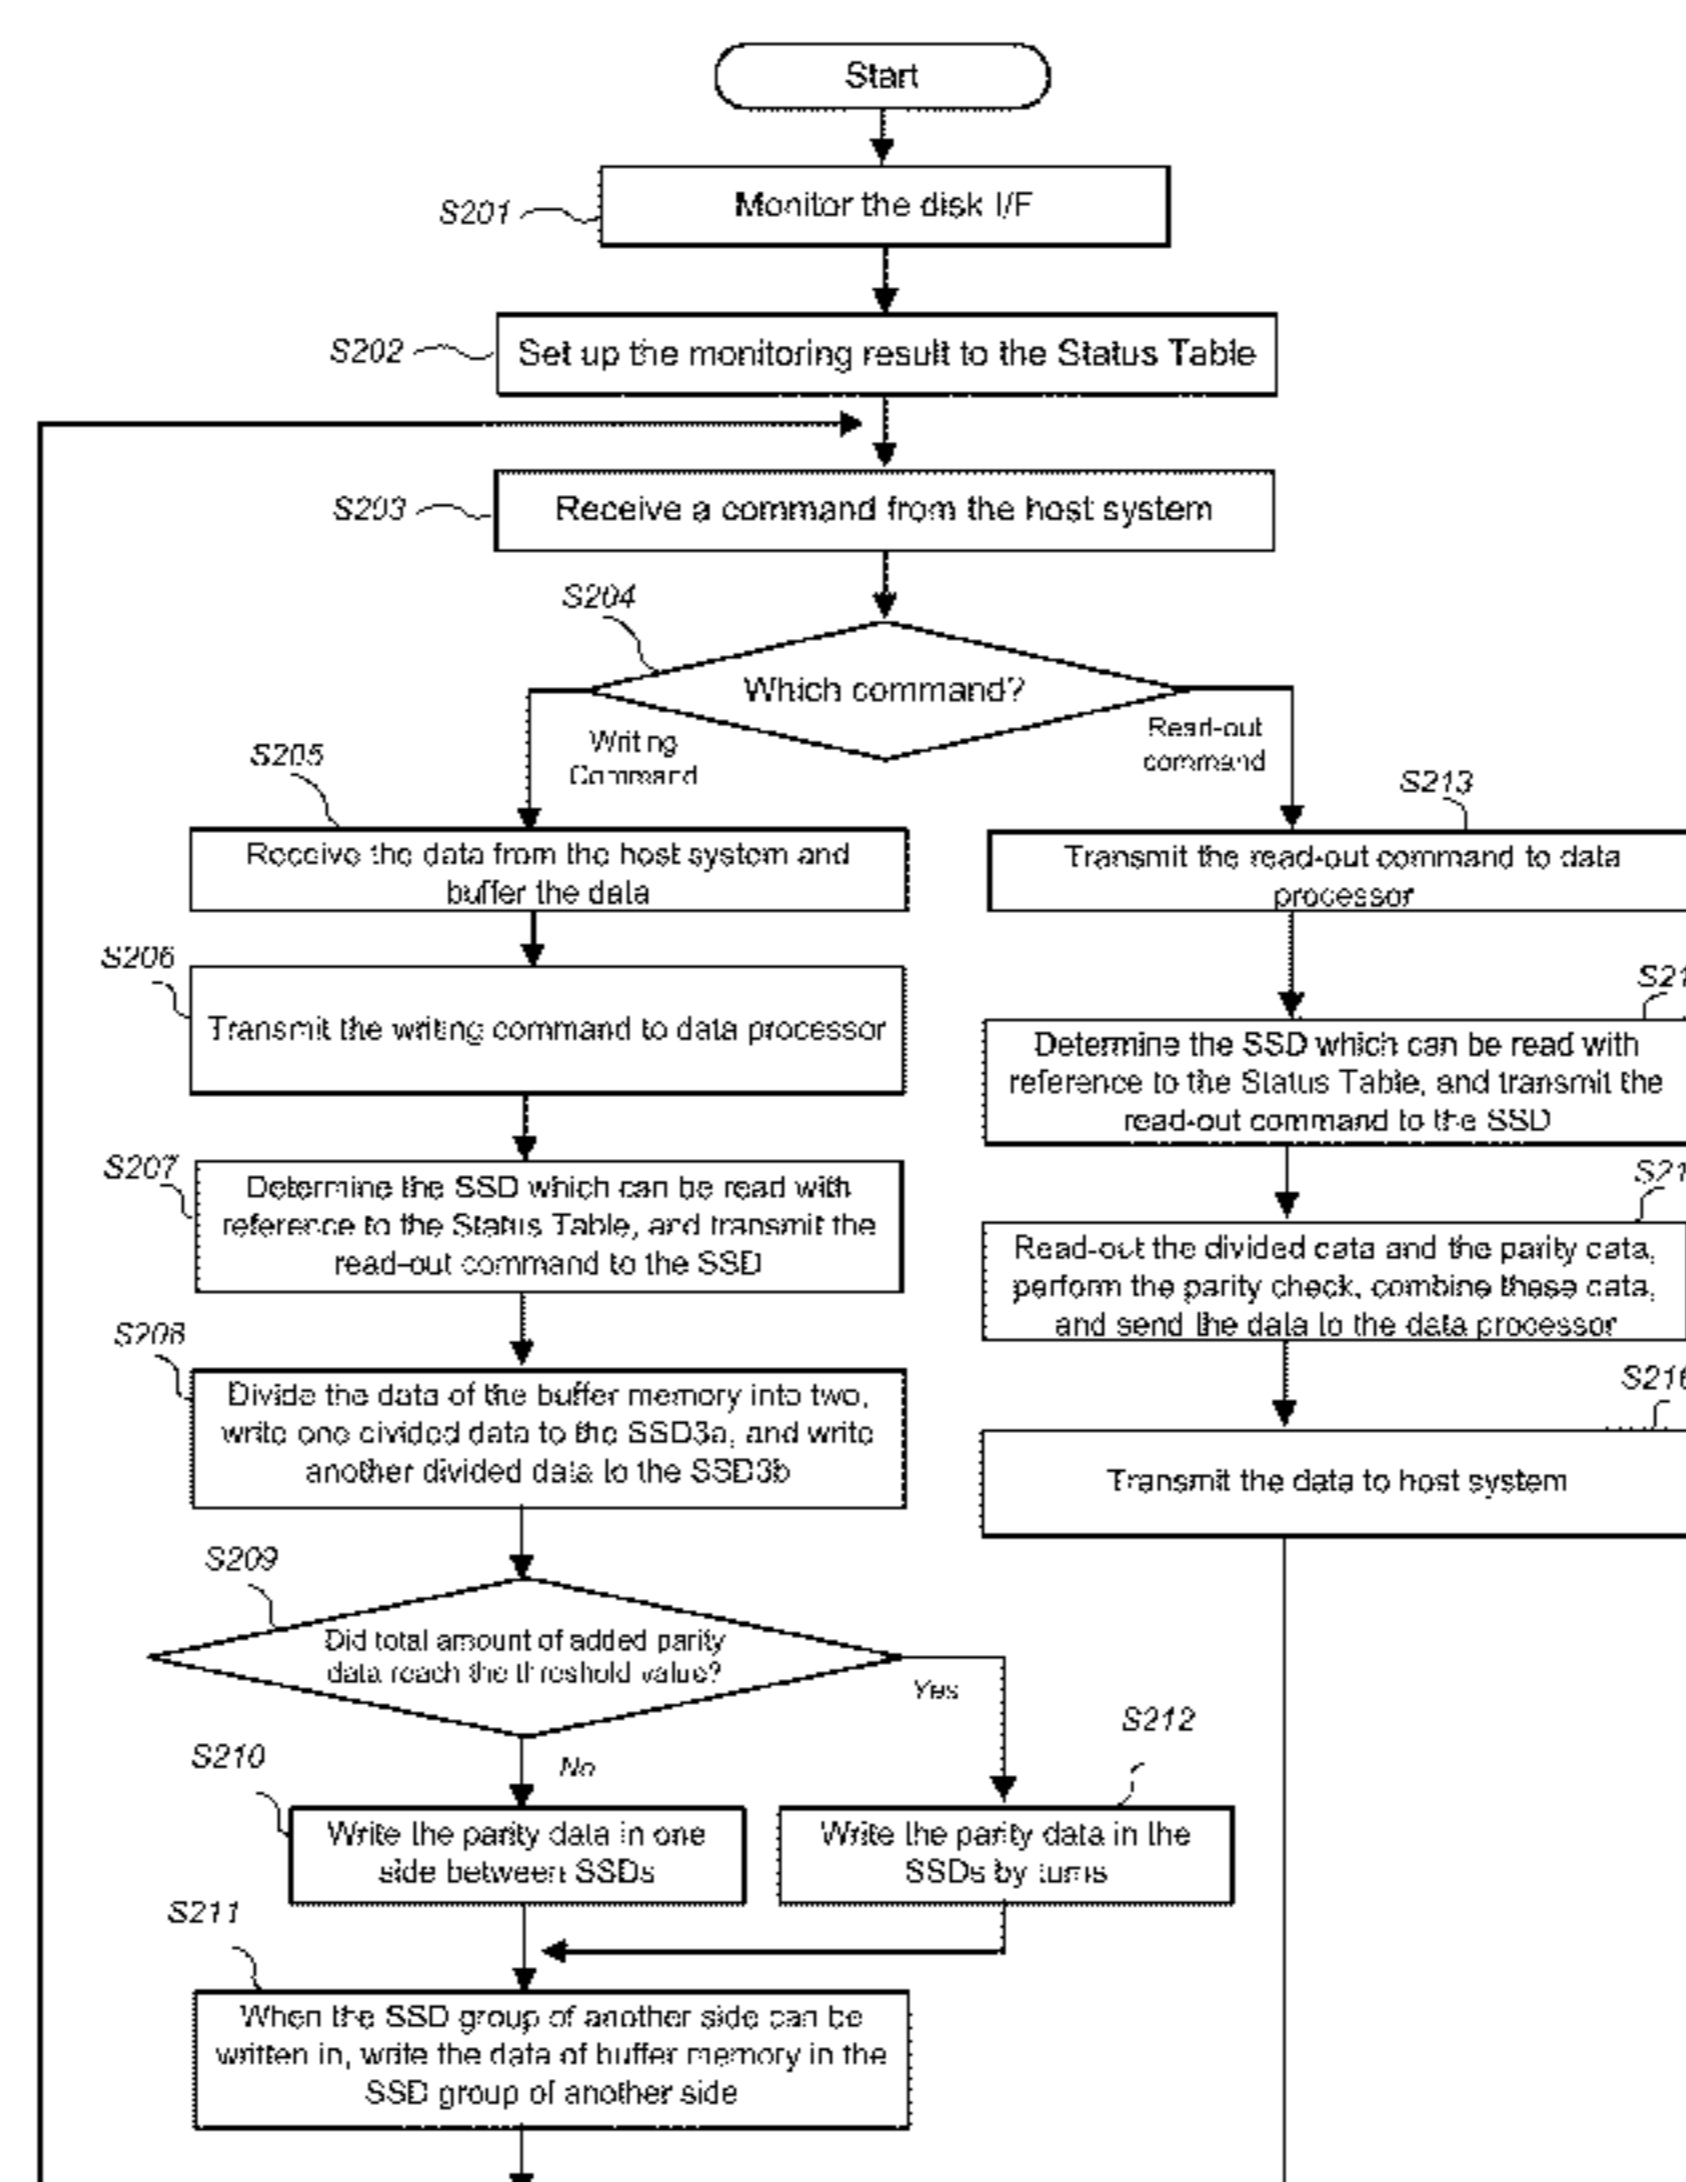 Start
S201
Monitor the disk I/F
S202
Set up the monitoring result to the Status Table
S203
Receive a command from the host system
S204
Which command?
Writing
Command
Read-out
command
S205
Receive the data from the host system and
buffer the data
S213
Transmit the read-out command to data
processor
S206
Transmit the writing command to data processor
S21
Determine the SSD which can be read with
reference to the Status Table, and transmit the
read-out command to the SSD
S207
Determine the SSD which can be read with
reference to the Status Table, and transmit the
read-out command to the SSD
S21
Read-out the divided data and the parity data,
perform the parity check, combine these data,
and send the data to the data processor
S208
Divide the data of the buffer memory into two,
write one divided data to the SSD3a, and write
another divided data to the SSD3b
S216
Transmit the data to host system
S209
Did total amount of added parity
data reach the threshold value?
Yes
No
S210
Write the parity data in one
side between SSDs
S212
Write the parity data in the
SSDs by turns
S211
When the SSD group of another side can be
written in, write the data of buffer memory in the
SSD group of another side